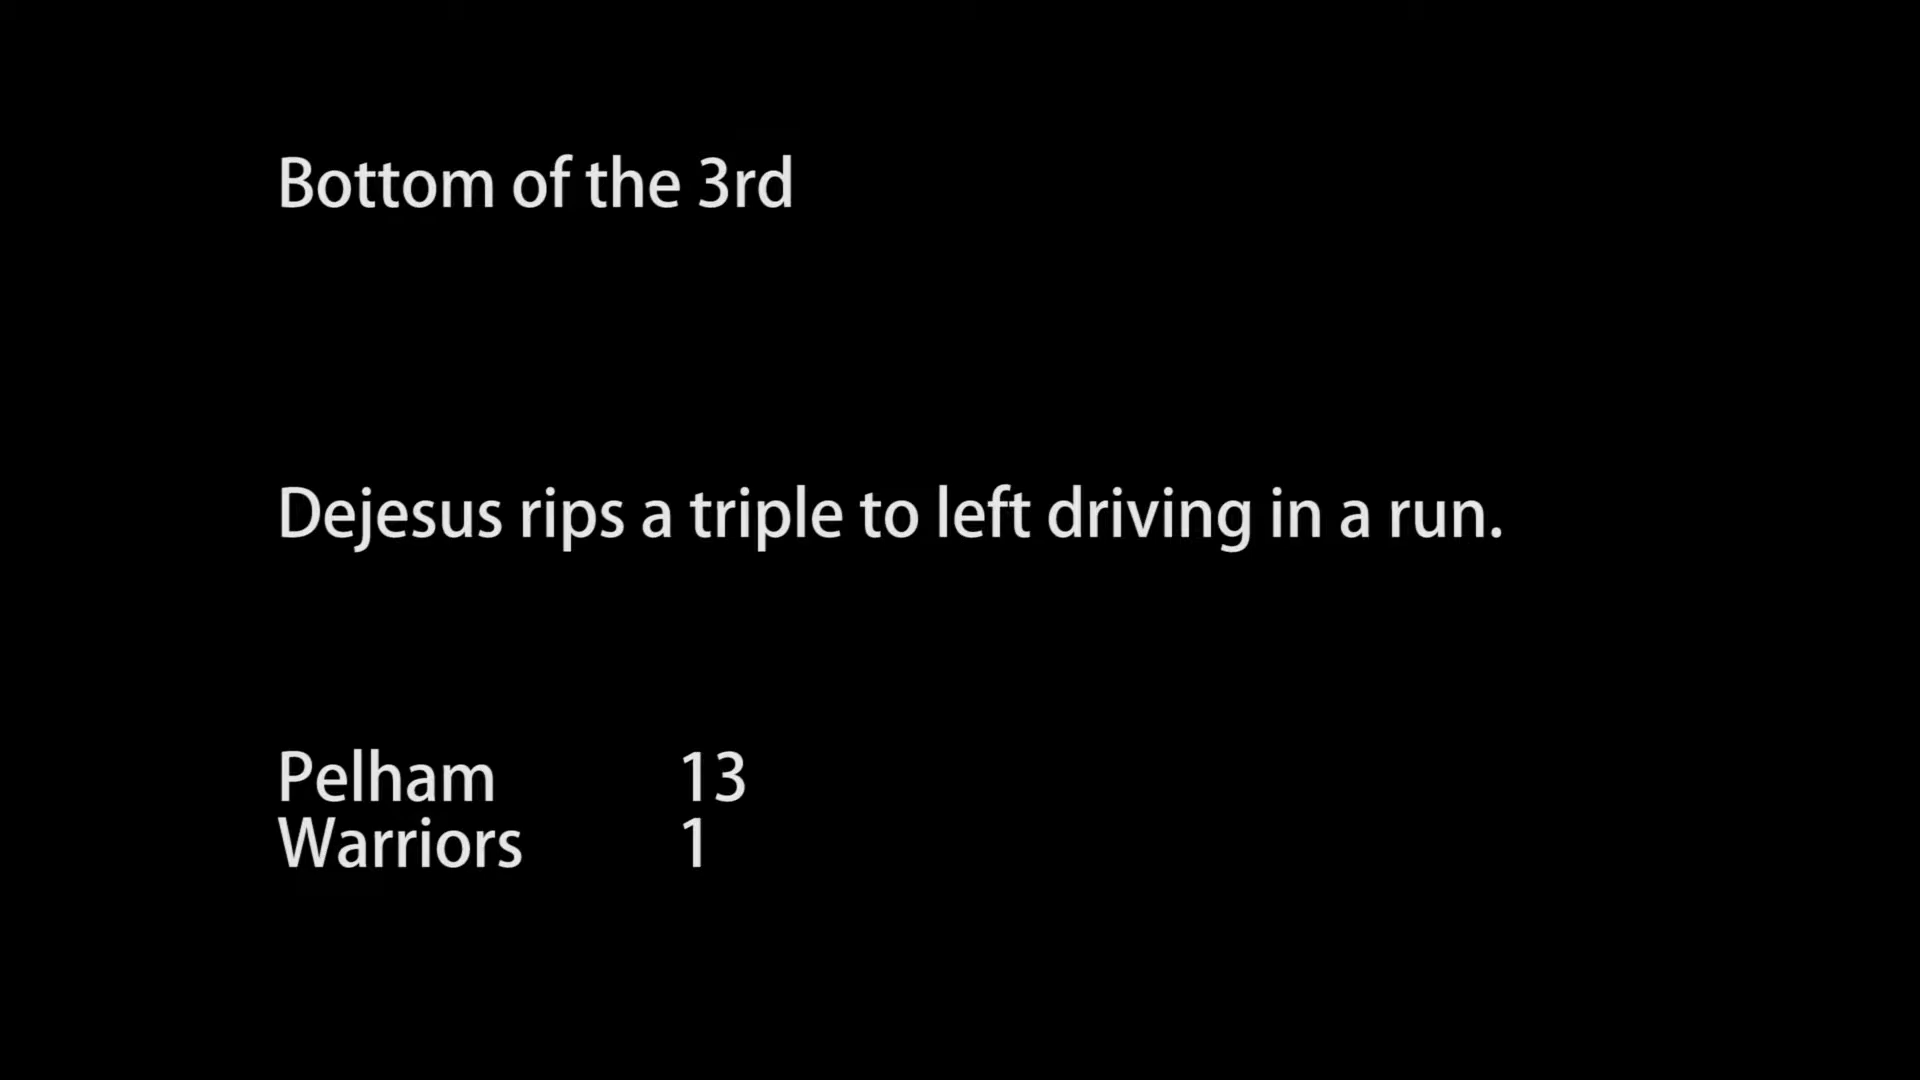 Bottom of the 3rd
Dejesus rips a triple to left driving in a run.
Pelham 13
Warriors 1